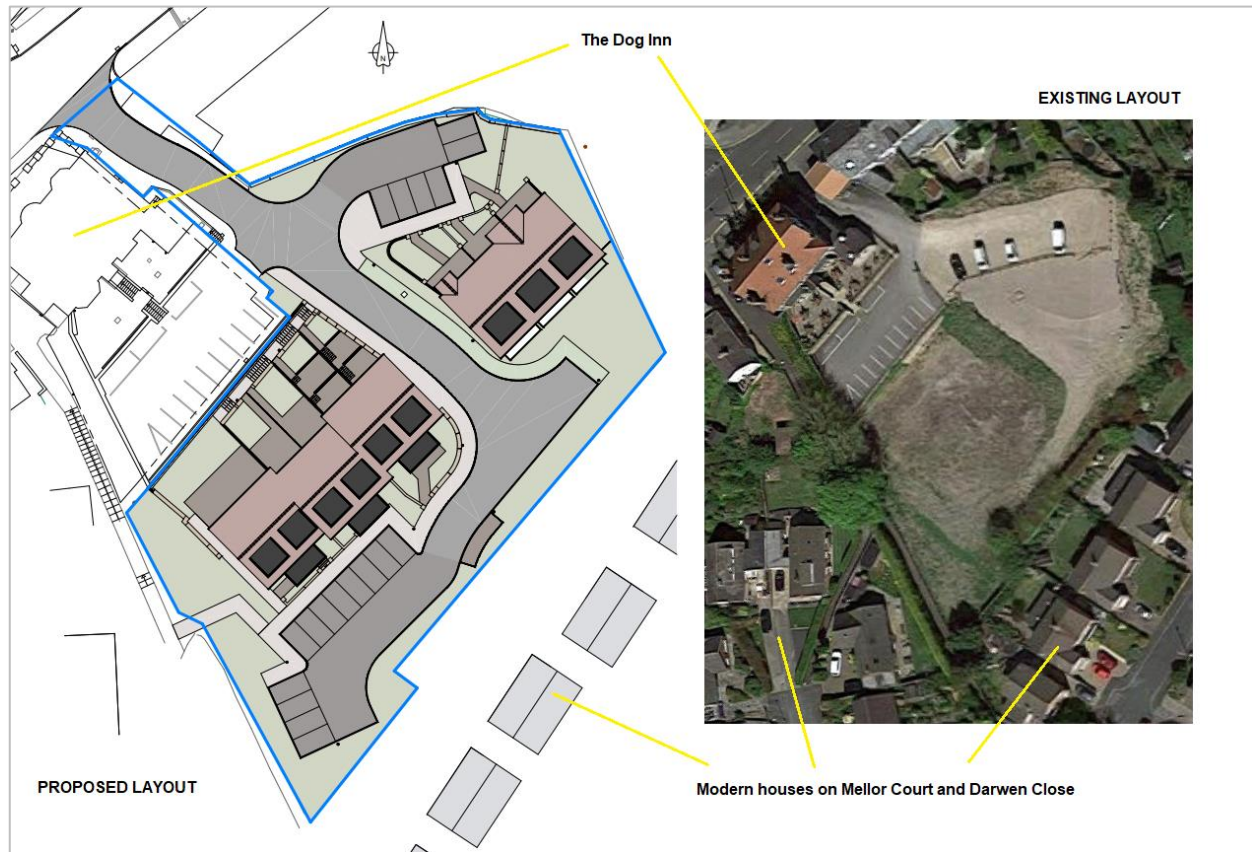 The Dog Inn
N
EXISTING LAYOUT
PROPOSED LAYOUT
Modern houses on Mellor Court and Darwen Close